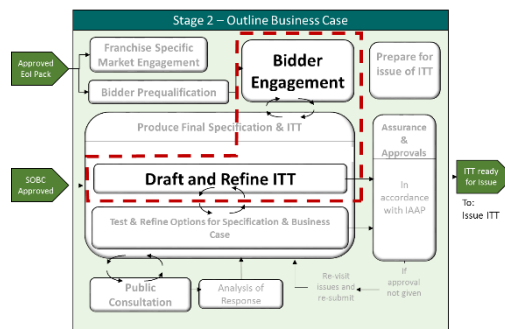 Stage 2 – Outline Business Case
Approved
EoI Pack
Franchise Specific
Market Engagement
Bidder Prequalification
Bidder
Engagement
Prepare for
issue of ITT
Produce Final Specification & ITT
Assurance
&
Approvals
In
accordance
with IAAP
SOBC
Approved
Draft and Refine ITT
ITT ready
for Issue
To:
Issue ITT
Test & Refine Options for Specification & Business
Case
Public
Consultation
Analysis of
Response
Re-visit
issues and
re-submit
If
approval
not given